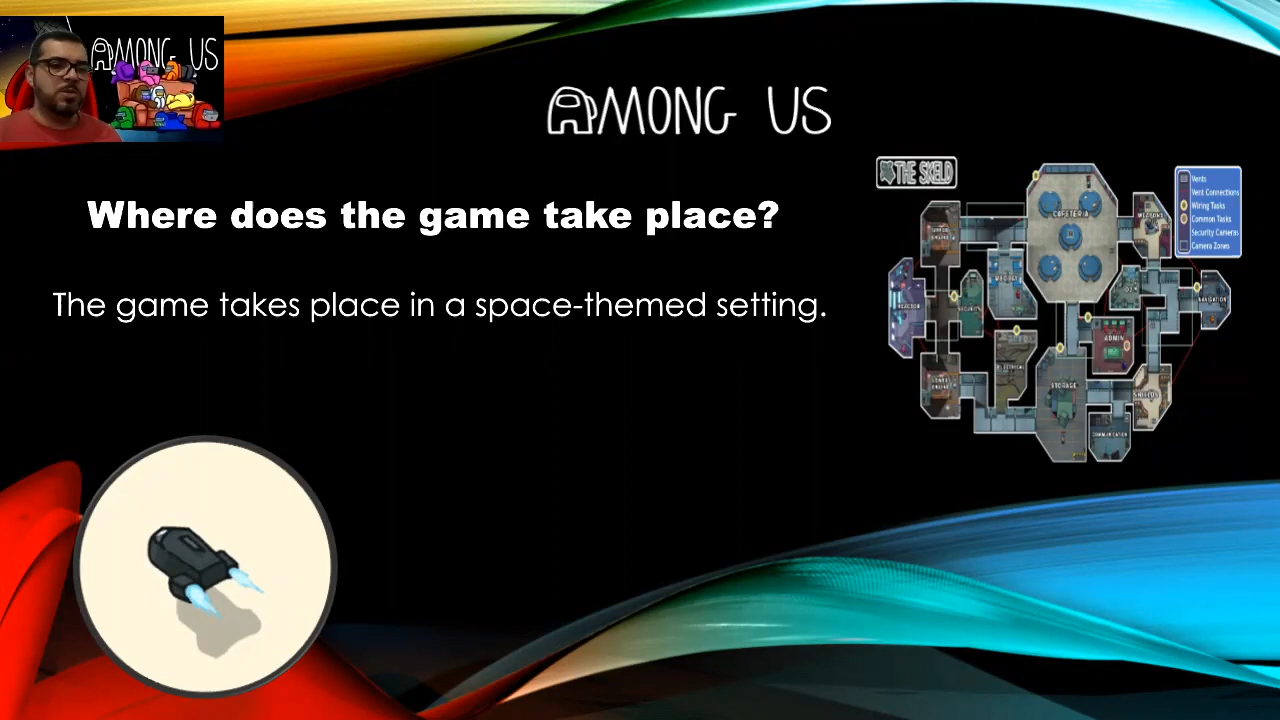 AMONG US
AMONG US
Where does the game take place?
The game takes place in a space-themed setting.
THE SKELD
Vents
Vent Connections
Wiring Tasks
Common Tasks
Security Cameras
Camera Zones
CAFETERIA
WEAPONS
MEDBAY
O2
NAVIGATION
REACTOR
SECURITY
ADMIN
ELECTRICAL
STORAGE
SHIELDS
LOWER ENGINE
COMMUNICATION